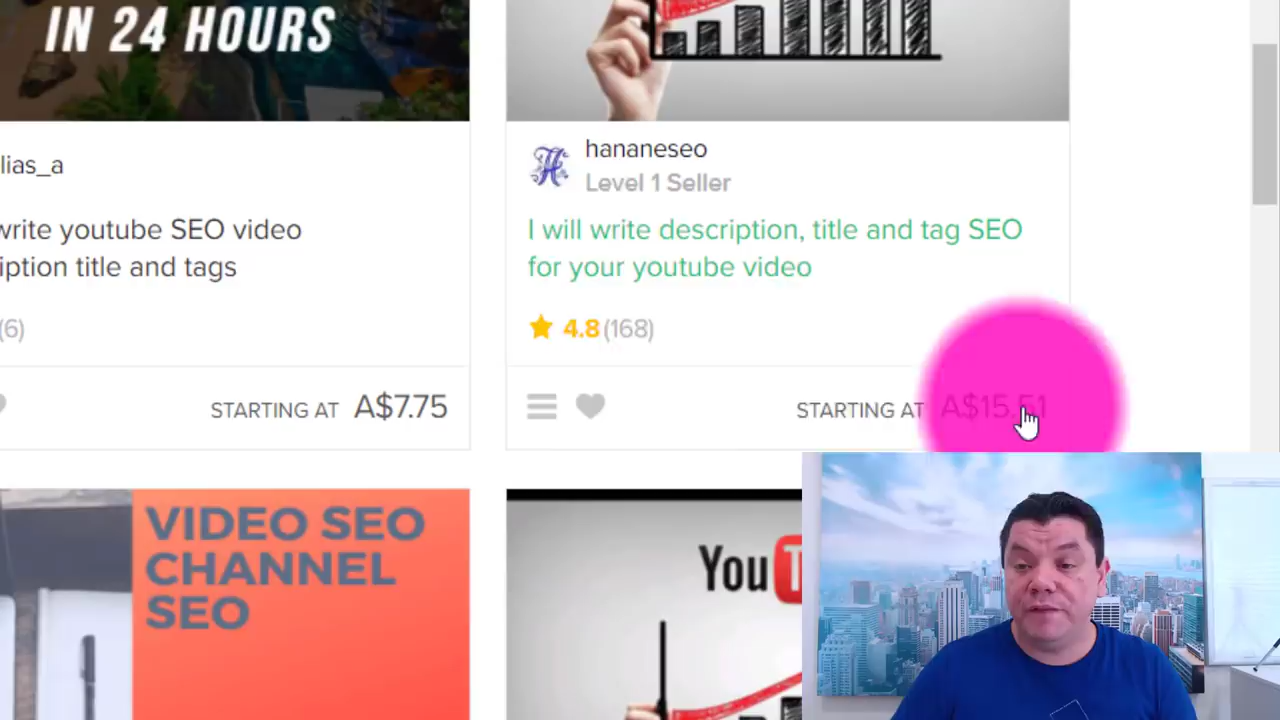 IN 24 HOURS
lias_a
write youtube SEO video
iption title and tags
(6)
STARTING AT A$7.75
hananeseo
Level 1 Seller
I will write description, title and tag SEO
for your youtube video
4.8 (168)
STARTING AT A$15.51
VIDEO SEO
CHANNEL
SEO
You T